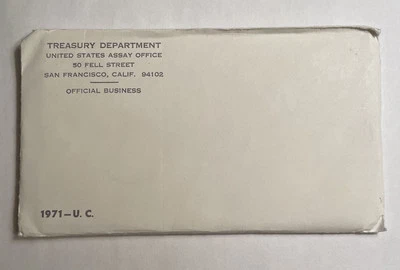 TREASURY DEPARTMENT
UNITED STATES ASSAY OFFICE
50 FELL STREET
SAN FRANCISCO, CALIF. 94102
OFFICIAL BUSINESS
1971-U. C.